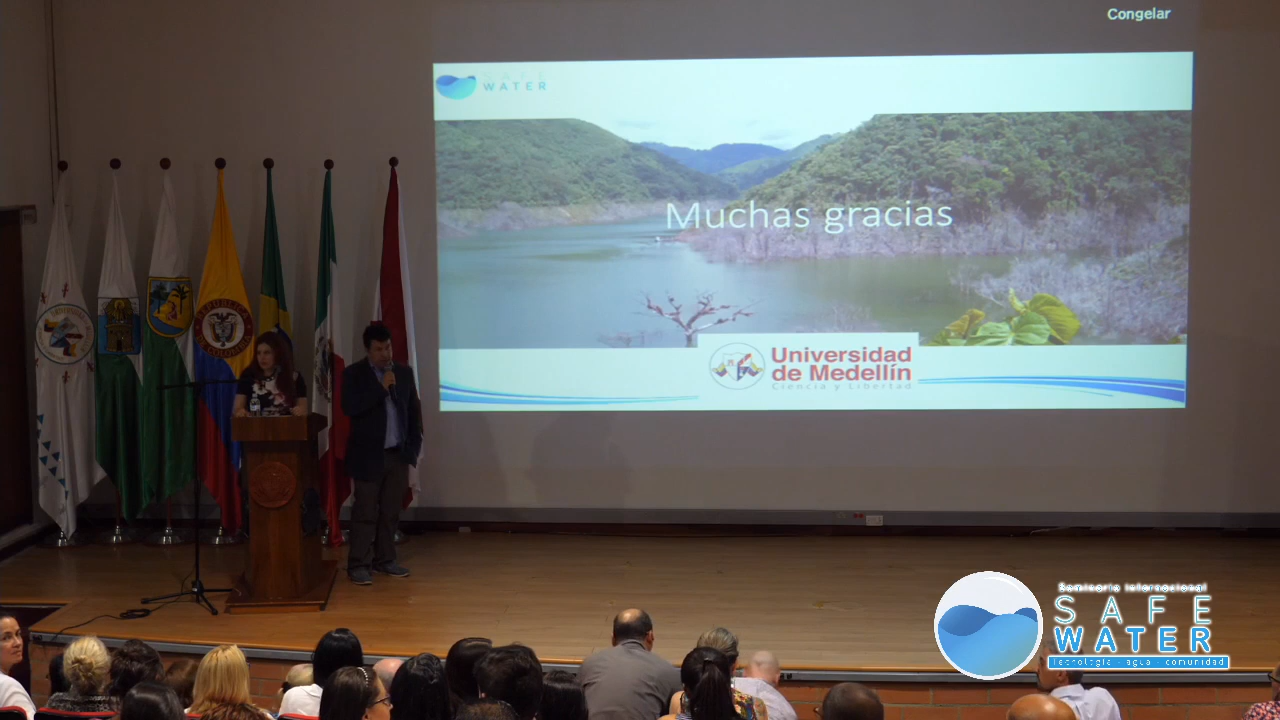 Congelar
SAFE
WATER
Muchas gracias
Universidad
de Medellín
Ciencia y Libertad
Seminario Internacional
SAFE
WATER
Tecnología - agua - comunidad